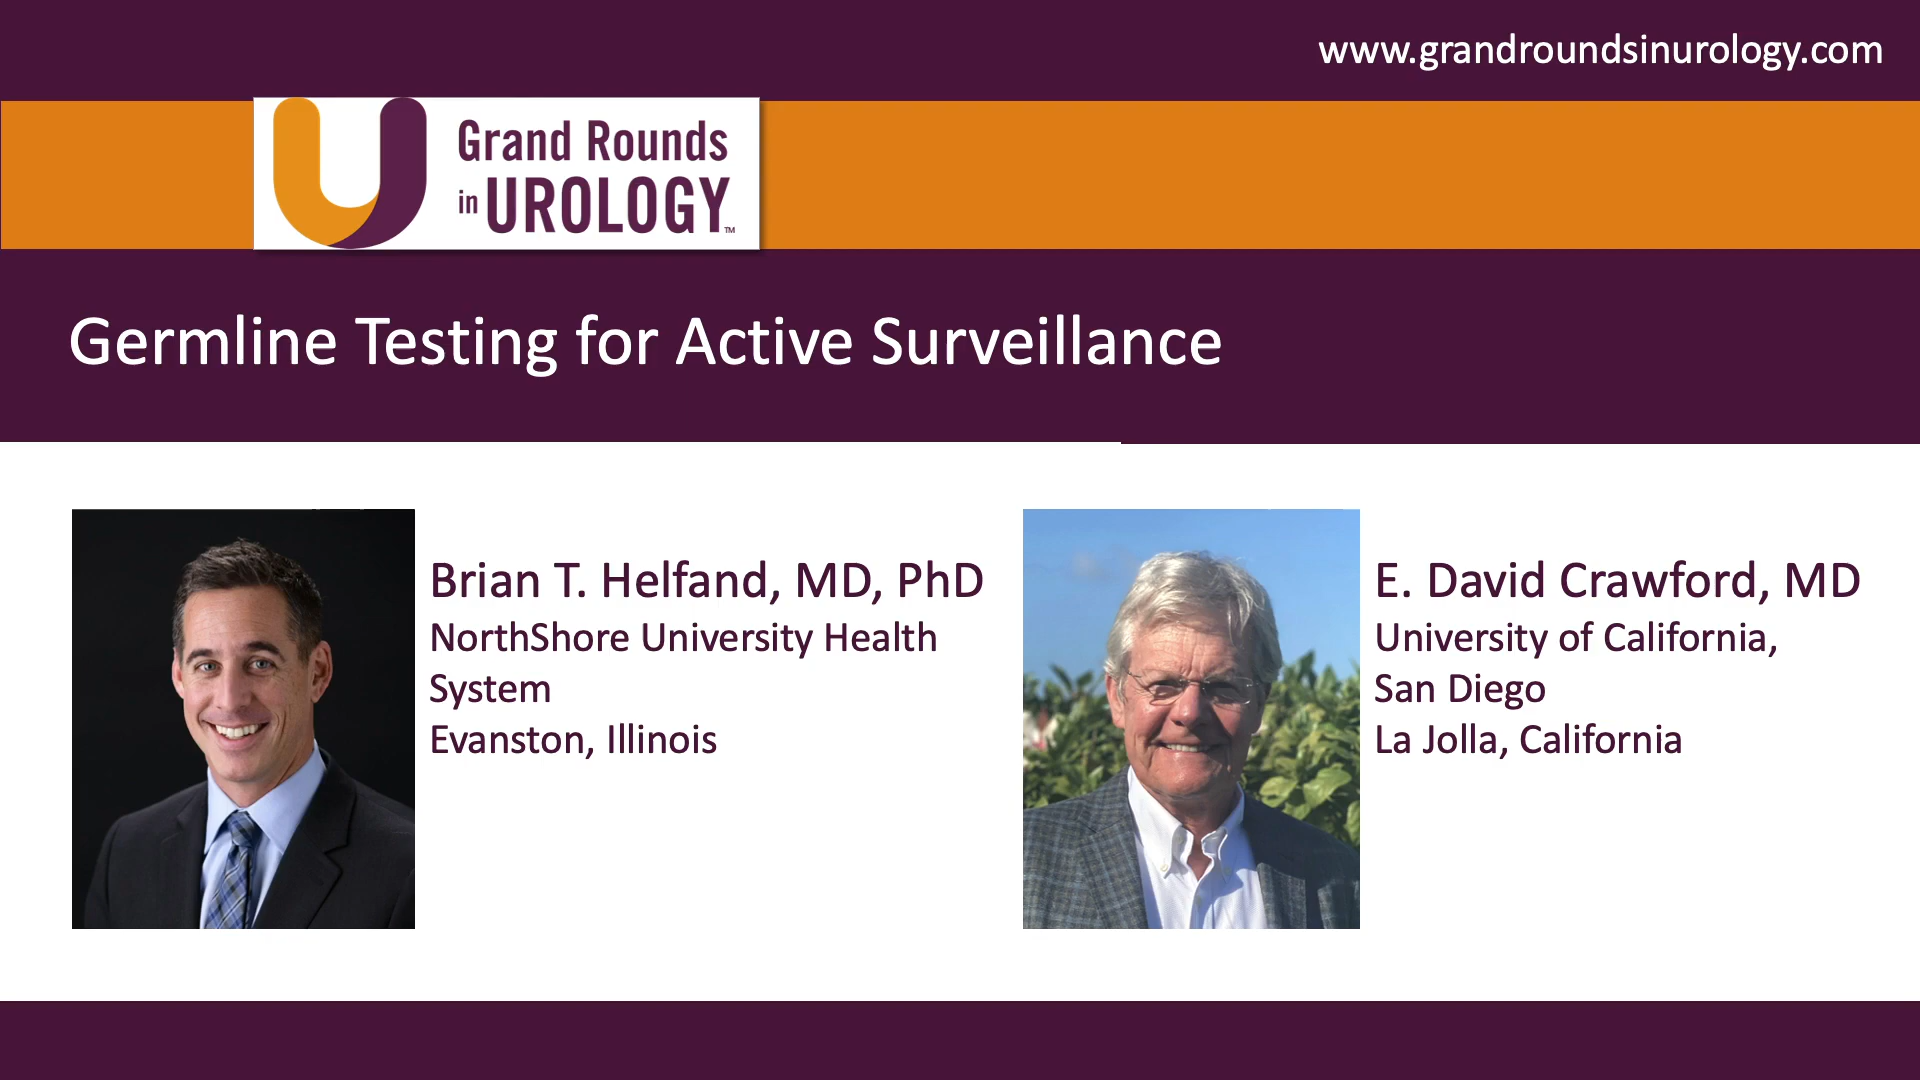 www.grandroundsinurology.com
Grand Rounds
in UROLOGY™
Germline Testing for Active Surveillance
Brian T. Helfand, MD, PhD
NorthShore University Health
System
Evanston, Illinois
E. David Crawford, MD
University of California,
San Diego
La Jolla, California